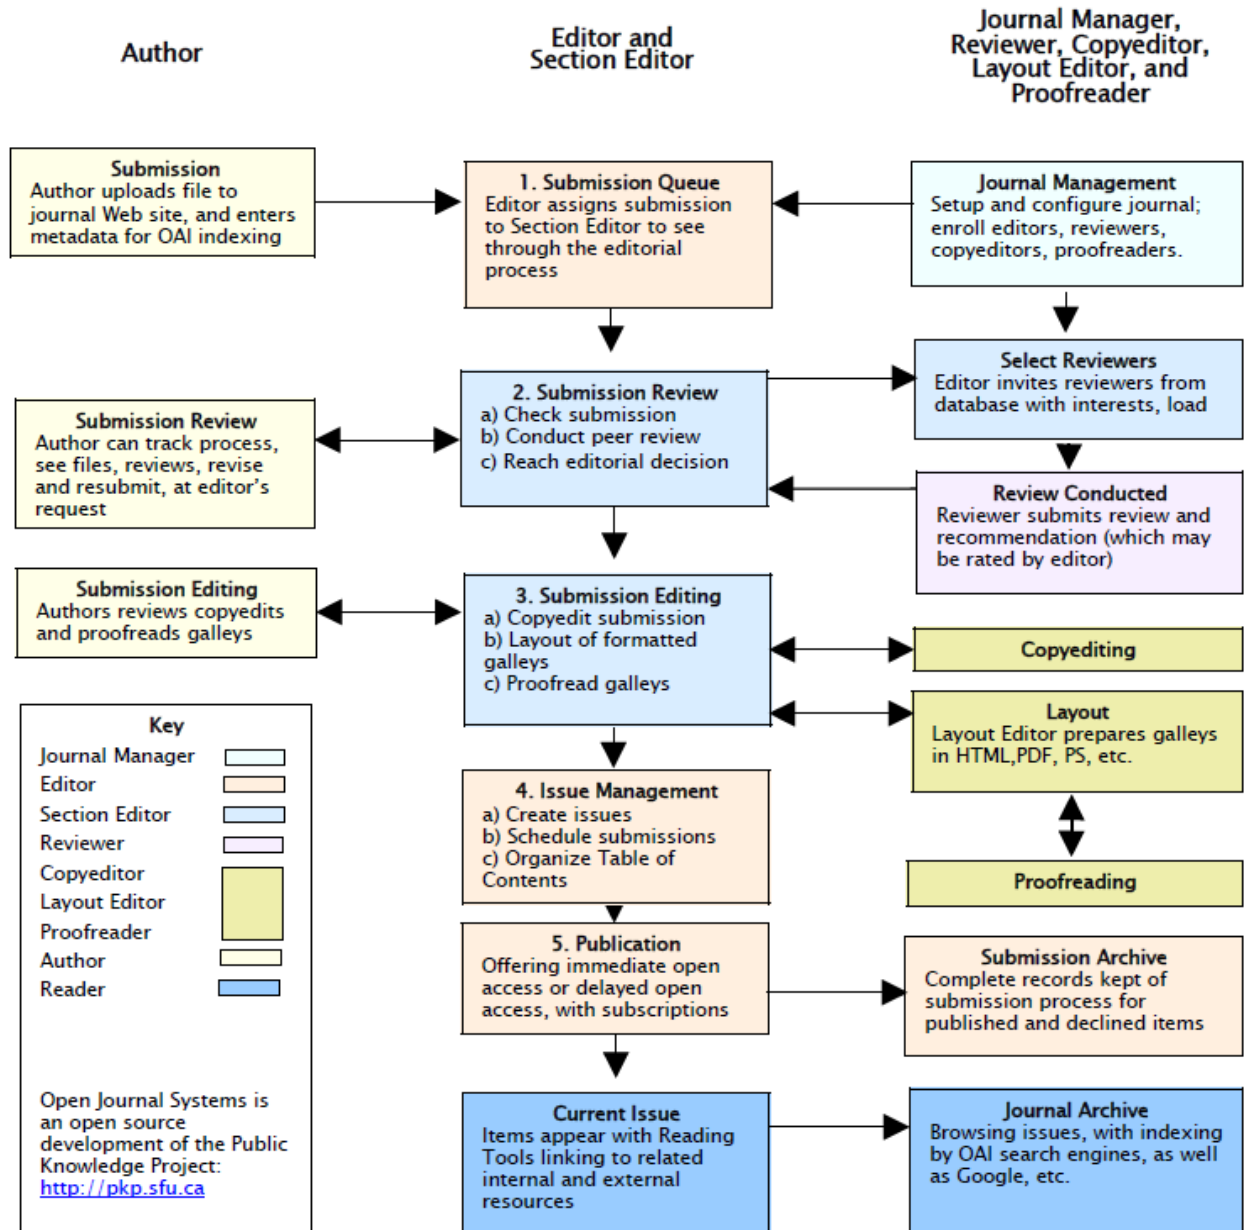 Author
Editor and
Section Editor
Journal Manager,
Reviewer, Copyeditor,
Layout Editor, and
Proofreader
Submission
Author uploads file to
journal Web site, and enters
metadata for OAI indexing
1. Submission Queue
Editor assigns submission
to Section Editor to see
through the editorial
process
Journal Management
Setup and configure journal;
enroll editors, reviewers,
copyeditors, proofreaders.
Submission Review
Author can track process,
see files, reviews, revise
and resubmit, at editor's
request
2. Submission Review
a) Check submission
b) Conduct peer review
c) Reach editorial decision
Select Reviewers
Editor invites reviewers from
database with interests, load
Review Conducted
Reviewer submits review and
recommendation (which may
be rated by editor)
Submission Editing
Authors reviews copyedits
and proofreads galleys
3. Submission Editing
a) Copyedit submission
b) Layout of formatted
galleys
c) Proofread galleys
Copyediting
Layout
Layout Editor prepares galleys
in HTML,PDF, PS, etc.
Proofreading
4. Issue Management
a) Create issues
b) Schedule submissions
c) Organize Table of
Contents
5. Publication
Offering immediate open
access or delayed open
access, with subscriptions
Submission Archive
Complete records kept of
submission process for
published and declined items
Current Issue
Items appear with Reading
Tools linking to related
internal and external
resources
Journal Archive
Browsing issues, with indexing
by OAI search engines, as well
as Google, etc.
Key
Journal Manager
Editor
Section Editor
Reviewer
Copyeditor
Layout Editor
Proofreader
Author
Reader
Open Journal Systems is
an open source
development of the Public
Knowledge Project:
http://pkp.sfu.ca